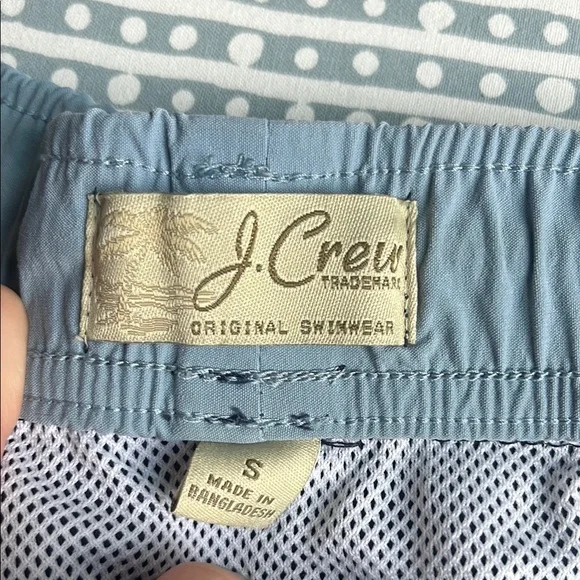 J.Crew
TRADEMARK
ORIGINAL SWIMWEAR
S
MADE IN
BANGLADESH